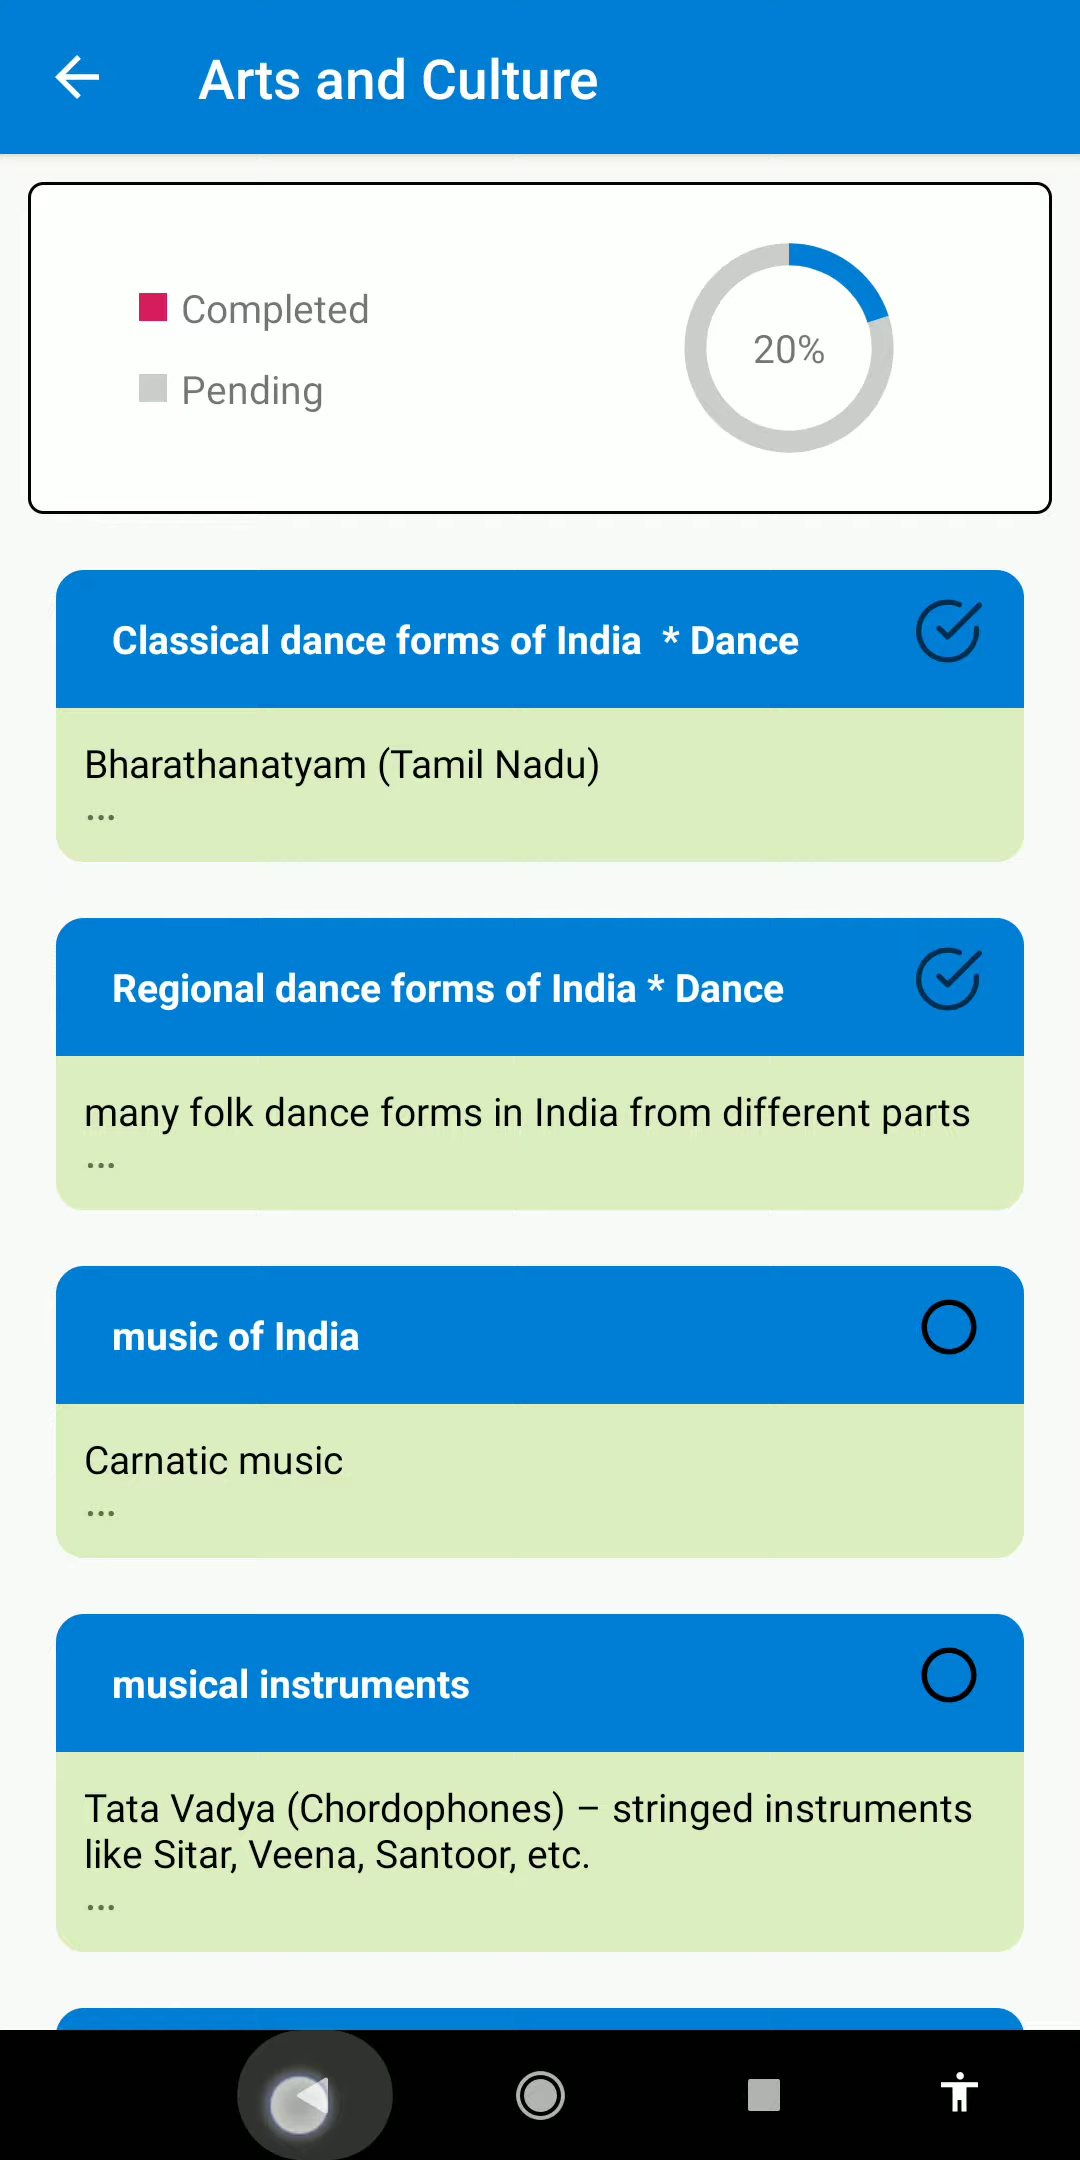 Arts and Culture
Completed
Pending
20%
Classical dance forms of India  * Dance
Bharathanatyam (Tamil Nadu)
...
Regional dance forms of India * Dance
many folk dance forms in India from different parts
...
music of India
Carnatic music
...
musical instruments
Tata Vadya (Chordophones) – stringed instruments
like Sitar, Veena, Santoor, etc.
...